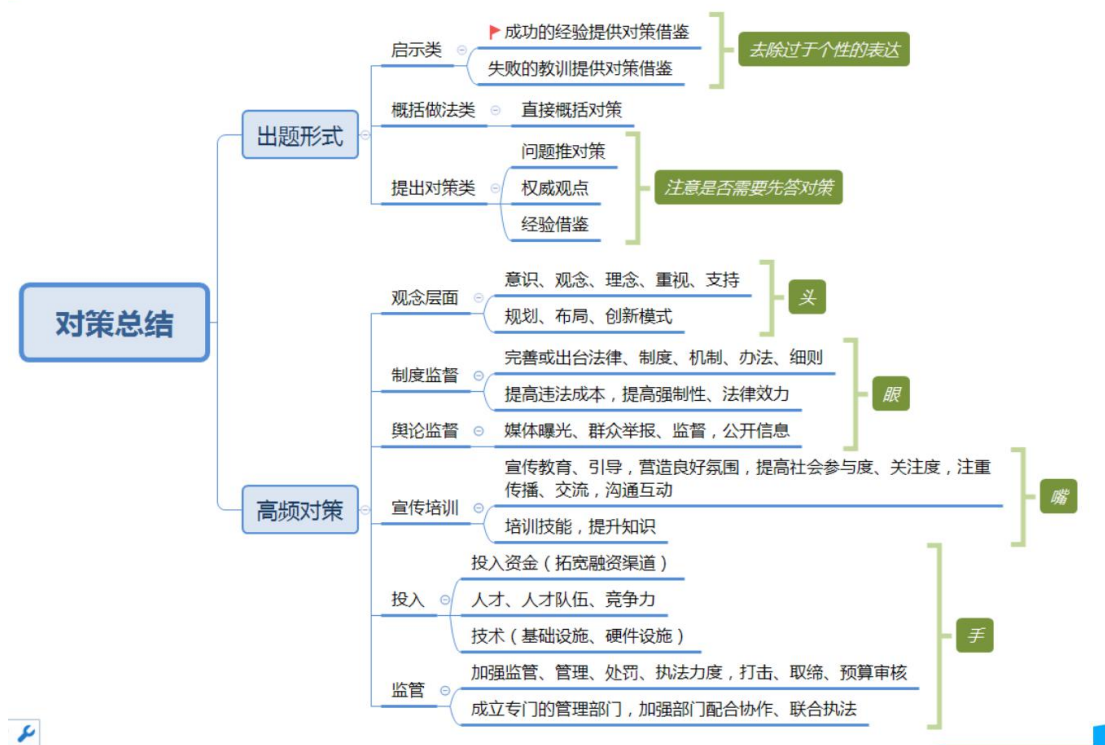 对策总结
出题形式
启示类
成功的经验提供对策借鉴
失败的教训提供对策借鉴
去除过于个性的表达
概括做法类
直接概括对策
提出对策类
问题推对策
权威观点
经验借鉴
注意是否需要先答对策
高频对策
观念层面
意识、观念、理念、重视、支持
规划、布局、创新模式
头
制度监督
完善或出台法律、制度、机制、办法、细则
提高违法成本，提高强制性、法律效力
舆论监督
媒体曝光、群众举报、监督，公开信息
眼
宣传培训
宣传教育、引导，营造良好氛围，提高社会参与度、关注度，注重
传播、交流，沟通互动
培训技能，提升知识
嘴
投入
投入资金（拓宽融资渠道）
人才、人才队伍、竞争力
技术（基础设施、硬件设施）
监管
加强监管、管理、处罚、执法力度，打击、取缔、预算审核
成立专门的管理部门，加强部门配合协作、联合执法
手